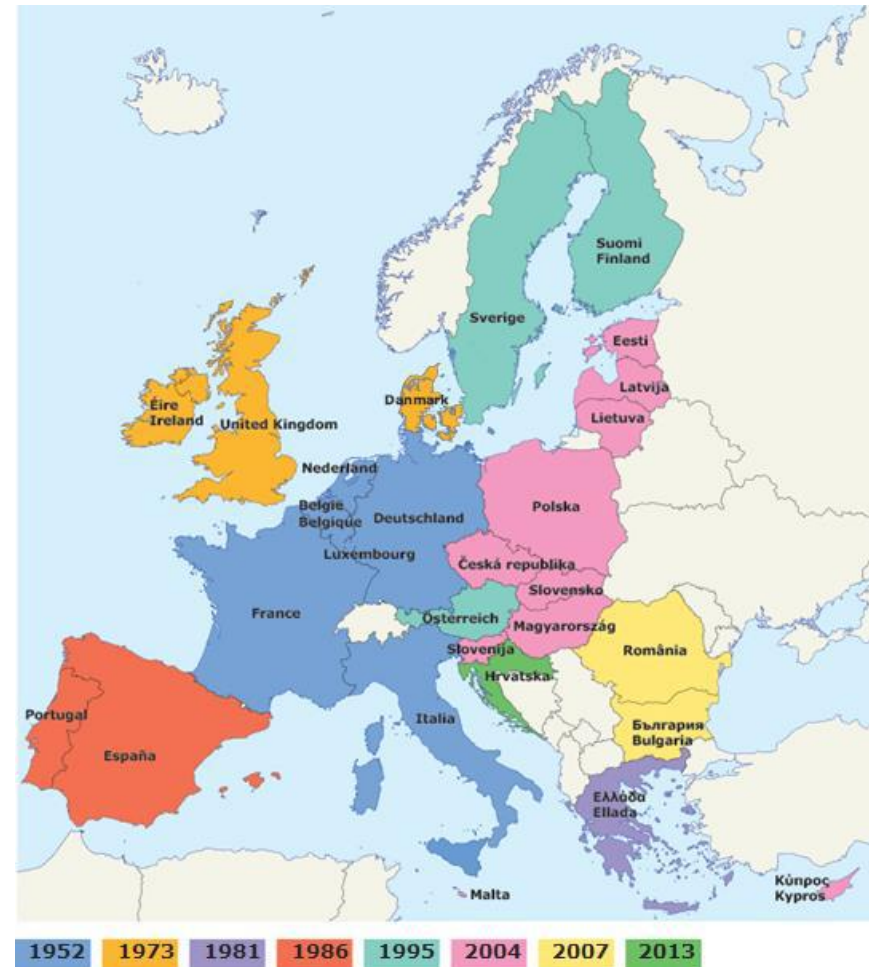 Suomi
Finland
Sverige
Eesti
Latvija
Lietuva
Danmark
Éire
Ireland
United Kingdom
Nederland
België
Belgique
Deutschland
Polska
Luxembourg
Česká republika
Slovensko
France
Österreich
Magyarország
Slovenija
Hrvatska
România
Portugal
España
Italia
България
Bulgaria
Ελλάδα
Ellada
Malta
Κύπρος
Kypros
1952 1973 1981 1986 1995 2004 2007 2013